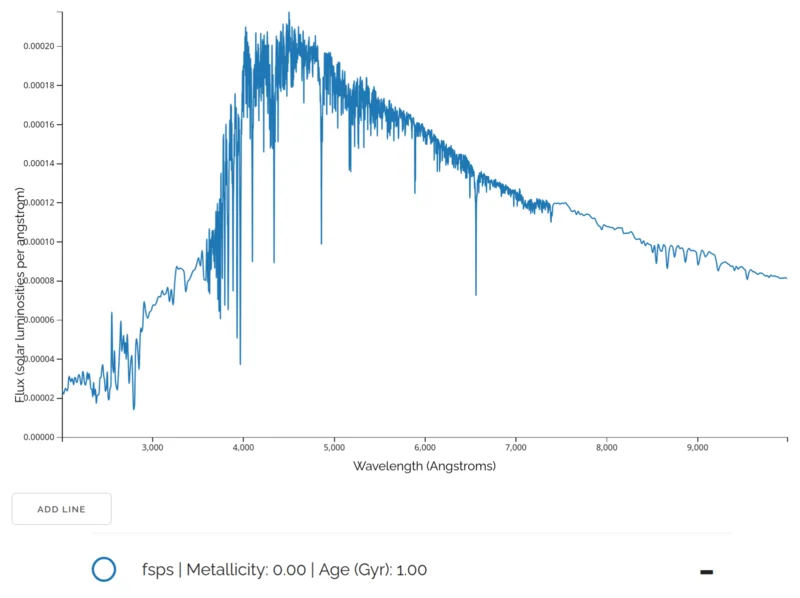 0.00020
0.00018
0.00016
0.00014
0.00012
0.00010
0.00008
0.00006
0.00004
0.00002
0.00000
Flux (solar luminosities per angstrom)
3,000 4,000 5,000 6,000 7,000 8,000 9,000
Wavelength (Angstroms)
ADD LINE
fsps | Metallicity: 0.00 | Age (Gyr): 1.00